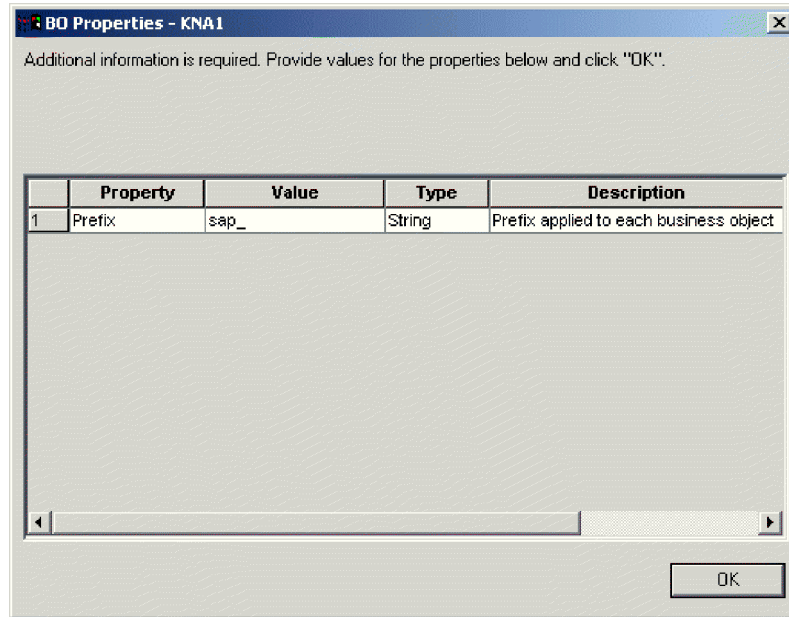 BO Properties - KNA1
Additional information is required. Provide values for the properties below and click "OK".
Property Value Type Description
1 Prefix sap_ String Prefix applied to each business object
OK